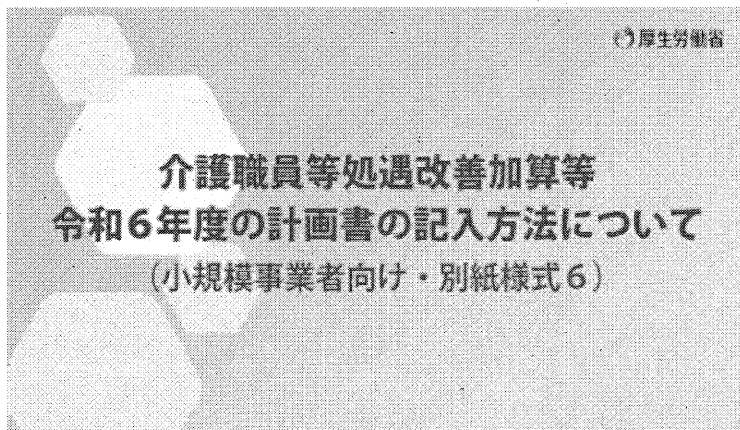 厚生労働省
介護職員等処遇改善加算等
令和6年度の計画書の記入方法について
（小規模事業者向け・別紙様式6）